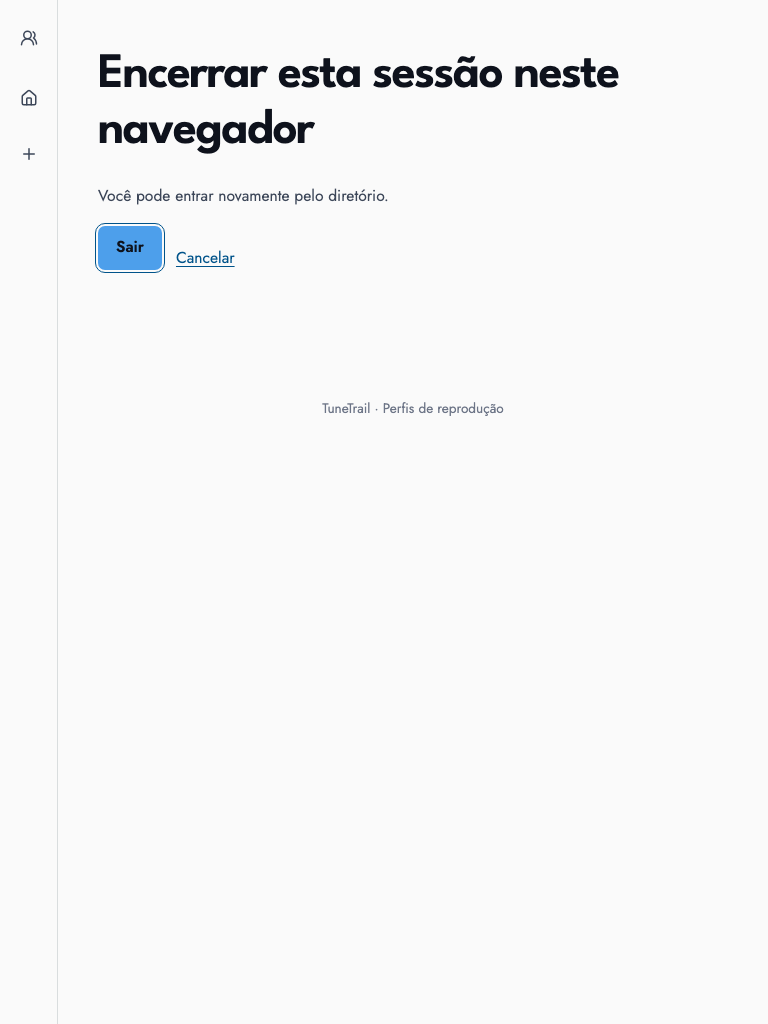 Encerrar esta sessão neste
navegador
Você pode entrar novamente pelo diretório.
Sair
Cancelar
TuneTrail · Perfis de reprodução